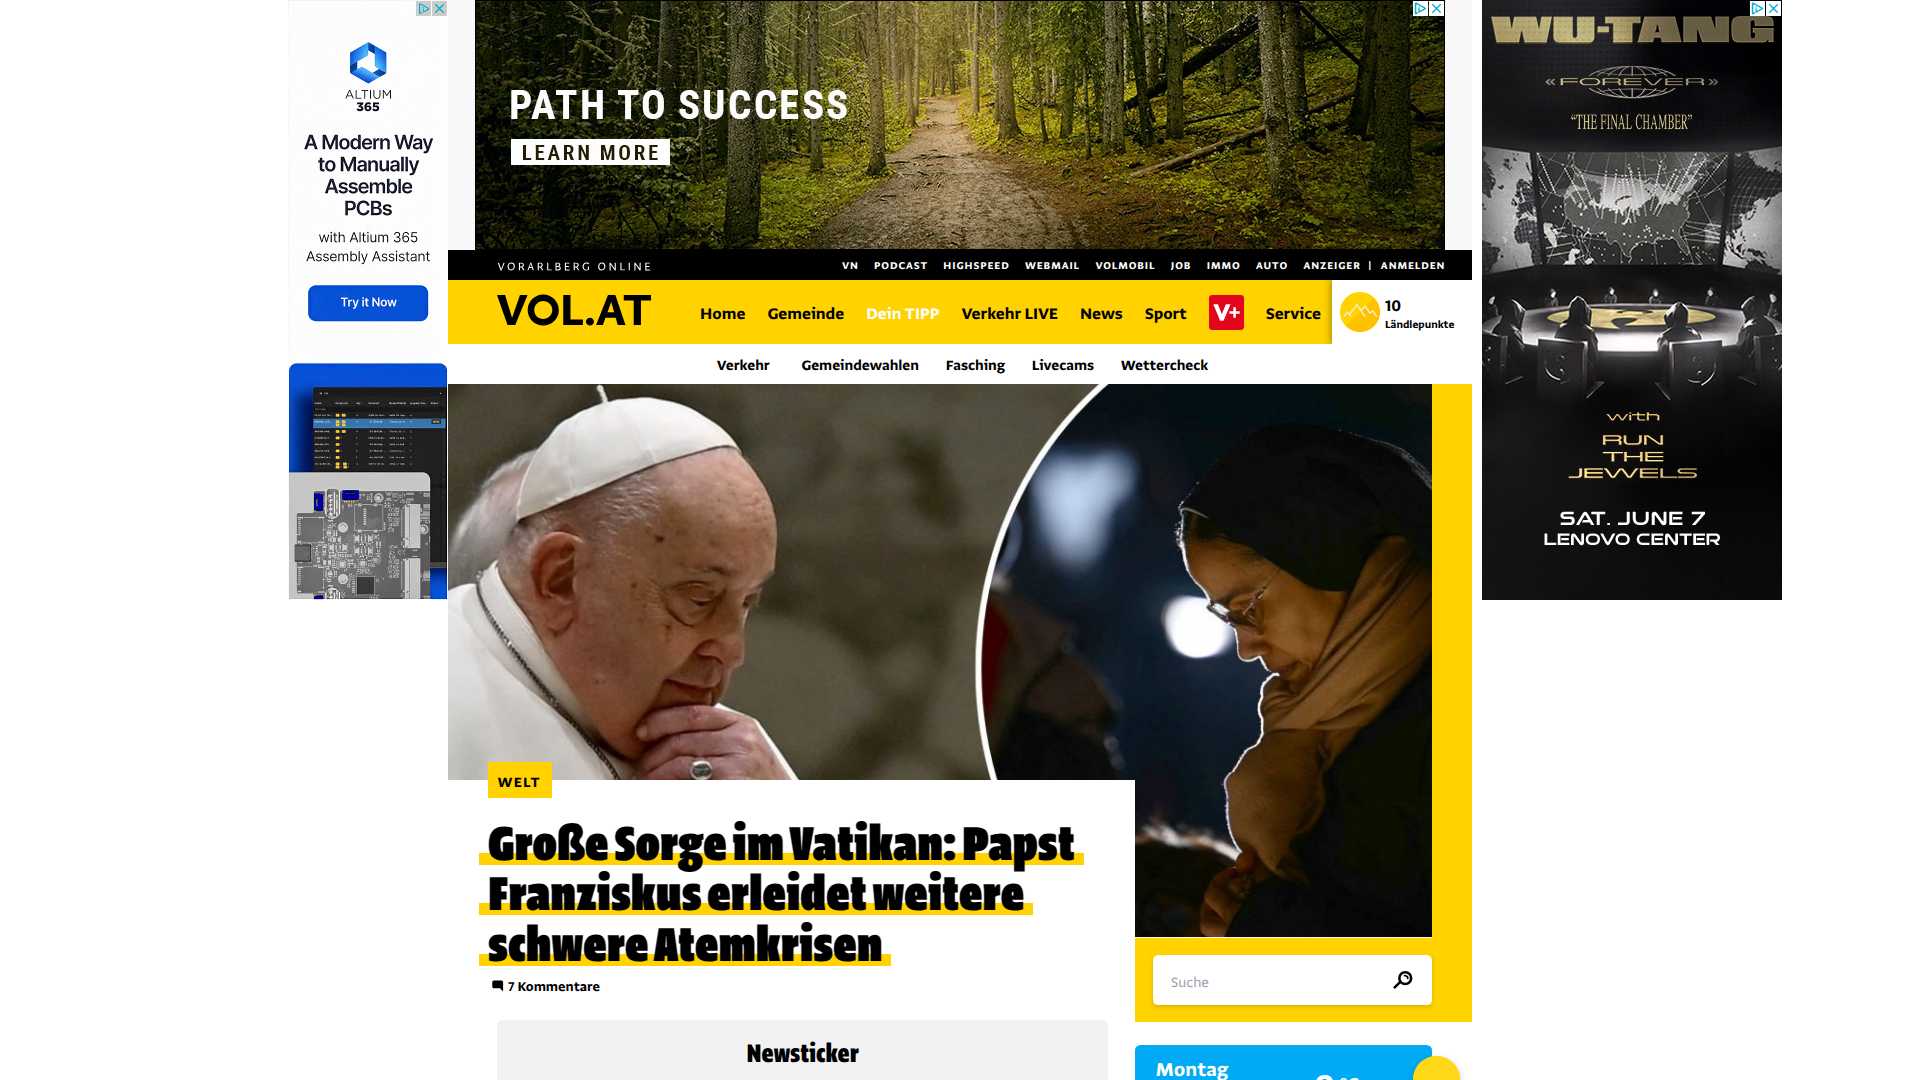 ALTIUM
365
A Modern Way
to Manually
Assemble
PCBs
with Altium 365
Assembly Assistant
Try it Now
PATH TO SUCCESS
LEARN MORE
WU-TANG
«FOREVER»
“THE FINAL CHAMBER”
with
RUN
THE
JEWELS
SAT. JUNE 7
LENOVO CENTER
VORARLBERG ONLINE
VN PODCAST HIGHSPEED WEBMAIL VOLMOBIL JOB IMMO AUTO ANZEIGER | ANMELDEN
VOL.AT
Home Gemeinde Dein TIPP Verkehr LIVE News Sport V+ Service
10
Ländlepunkte
Verkehr Gemeindewahlen Fasching Livecams Wettercheck
WELT
Große Sorge im Vatikan: Papst
Franziskus erleidet weitere
schwere Atemkrisen
7 Kommentare
Suche
Newsticker
Montag